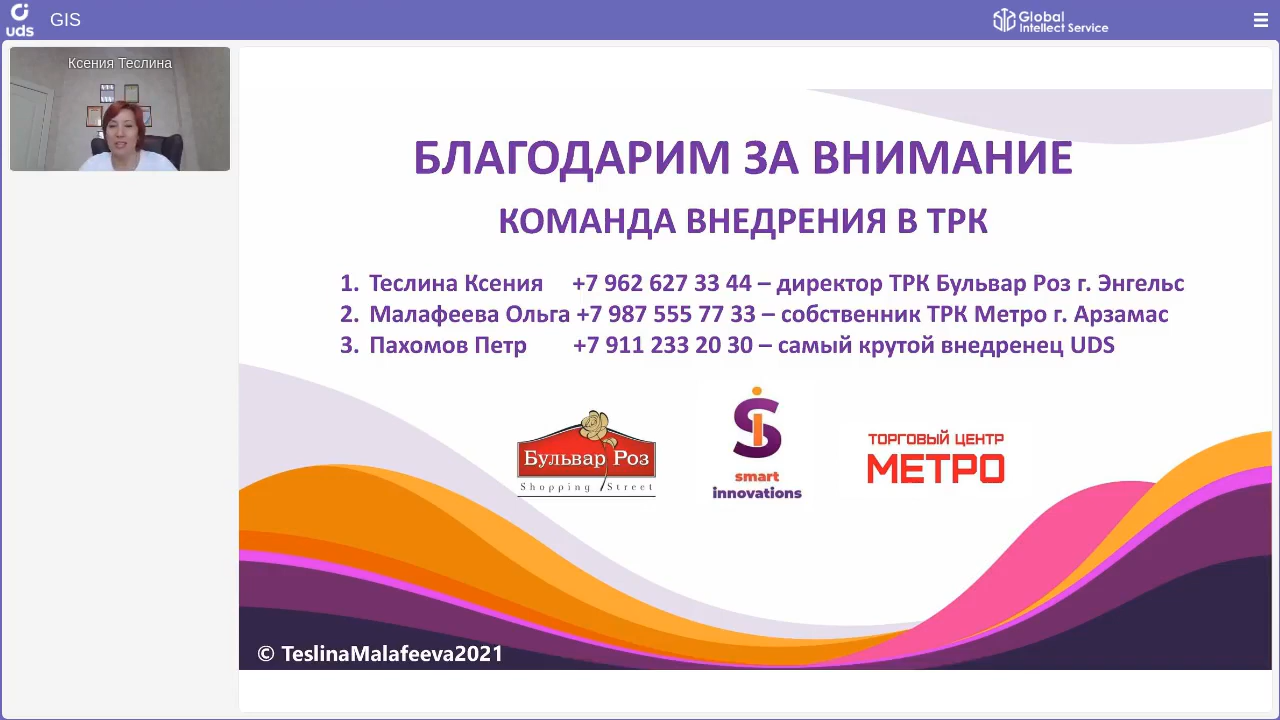 uds
GIS
Global
Intellect Service
Ксения Теслина
БЛАГОДАРИМ ЗА ВНИМАНИЕ
КОМАНДА ВНЕДРЕНИЯ В ТРК
1. Теслина Ксения +7 962 627 33 44 – директор ТРК Бульвар Роз г. Энгельс
2. Малафеева Ольга +7 987 555 77 33 – собственник ТРК Метро г. Арзамас
3. Пахомов Петр +7 911 233 20 30 – самый крутой внедренец UDS
Бульвар Роз
Shopping Street
smart
innovations
ТОРГОВЫЙ ЦЕНТР
МЕТРО
© TeslinaMalafeeva2021